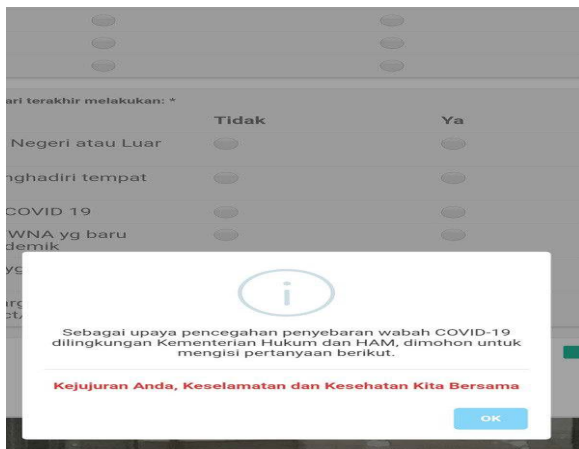 ari terakhir melakukan: *
Tidak Ya
Negeri atau Luar
nghadiri tempat
COVID 19
WNA yg baru
demik
i
Sebagai upaya pencegahan penyebaran wabah COVID-19
dilingkungan Kementerian Hukum dan HAM, dimohon untuk
mengisi pertanyaan berikut.
Kejujuran Anda, Keselamatan dan Kesehatan Kita Bersama
OK